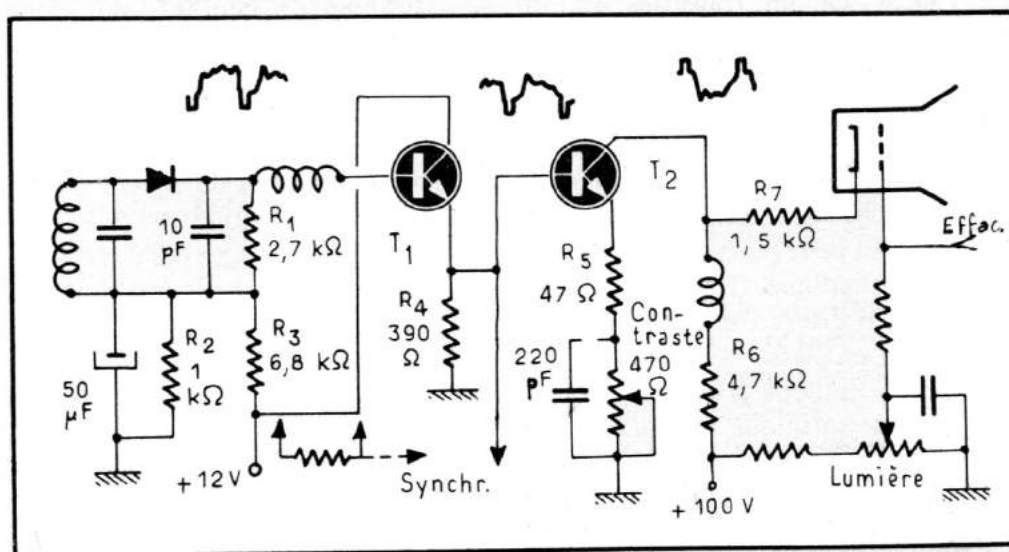 10
pF
R1
2,7 kΩ
T1
R2
1
kΩ
R3
6,8 kΩ
50
µF
+12V
R4
390
Ω
Synchr.
T2
R5
47 Ω
Con-
traste
470
Ω
220
pF
R7
1,5 kΩ
R6
4,7 kΩ
+100 V
Effac.
Lumière